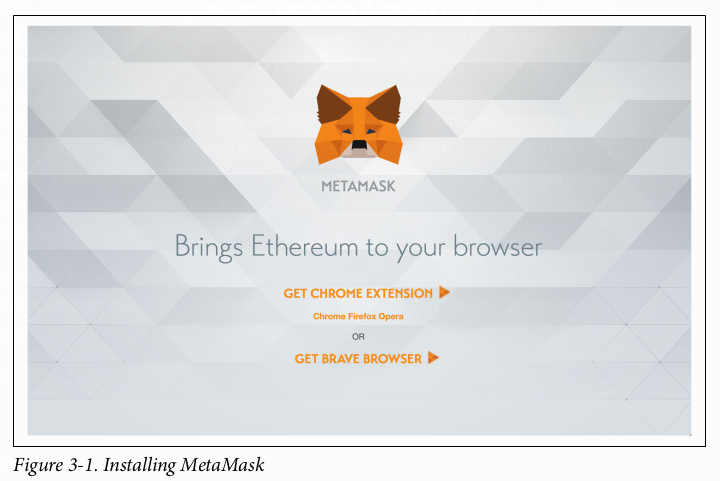 METAMASK
Brings Ethereum to your browser
GET CHROME EXTENSION
Chrome Firefox Opera
OR
GET BRAVE BROWSER
Figure 3-1. Installing MetaMask